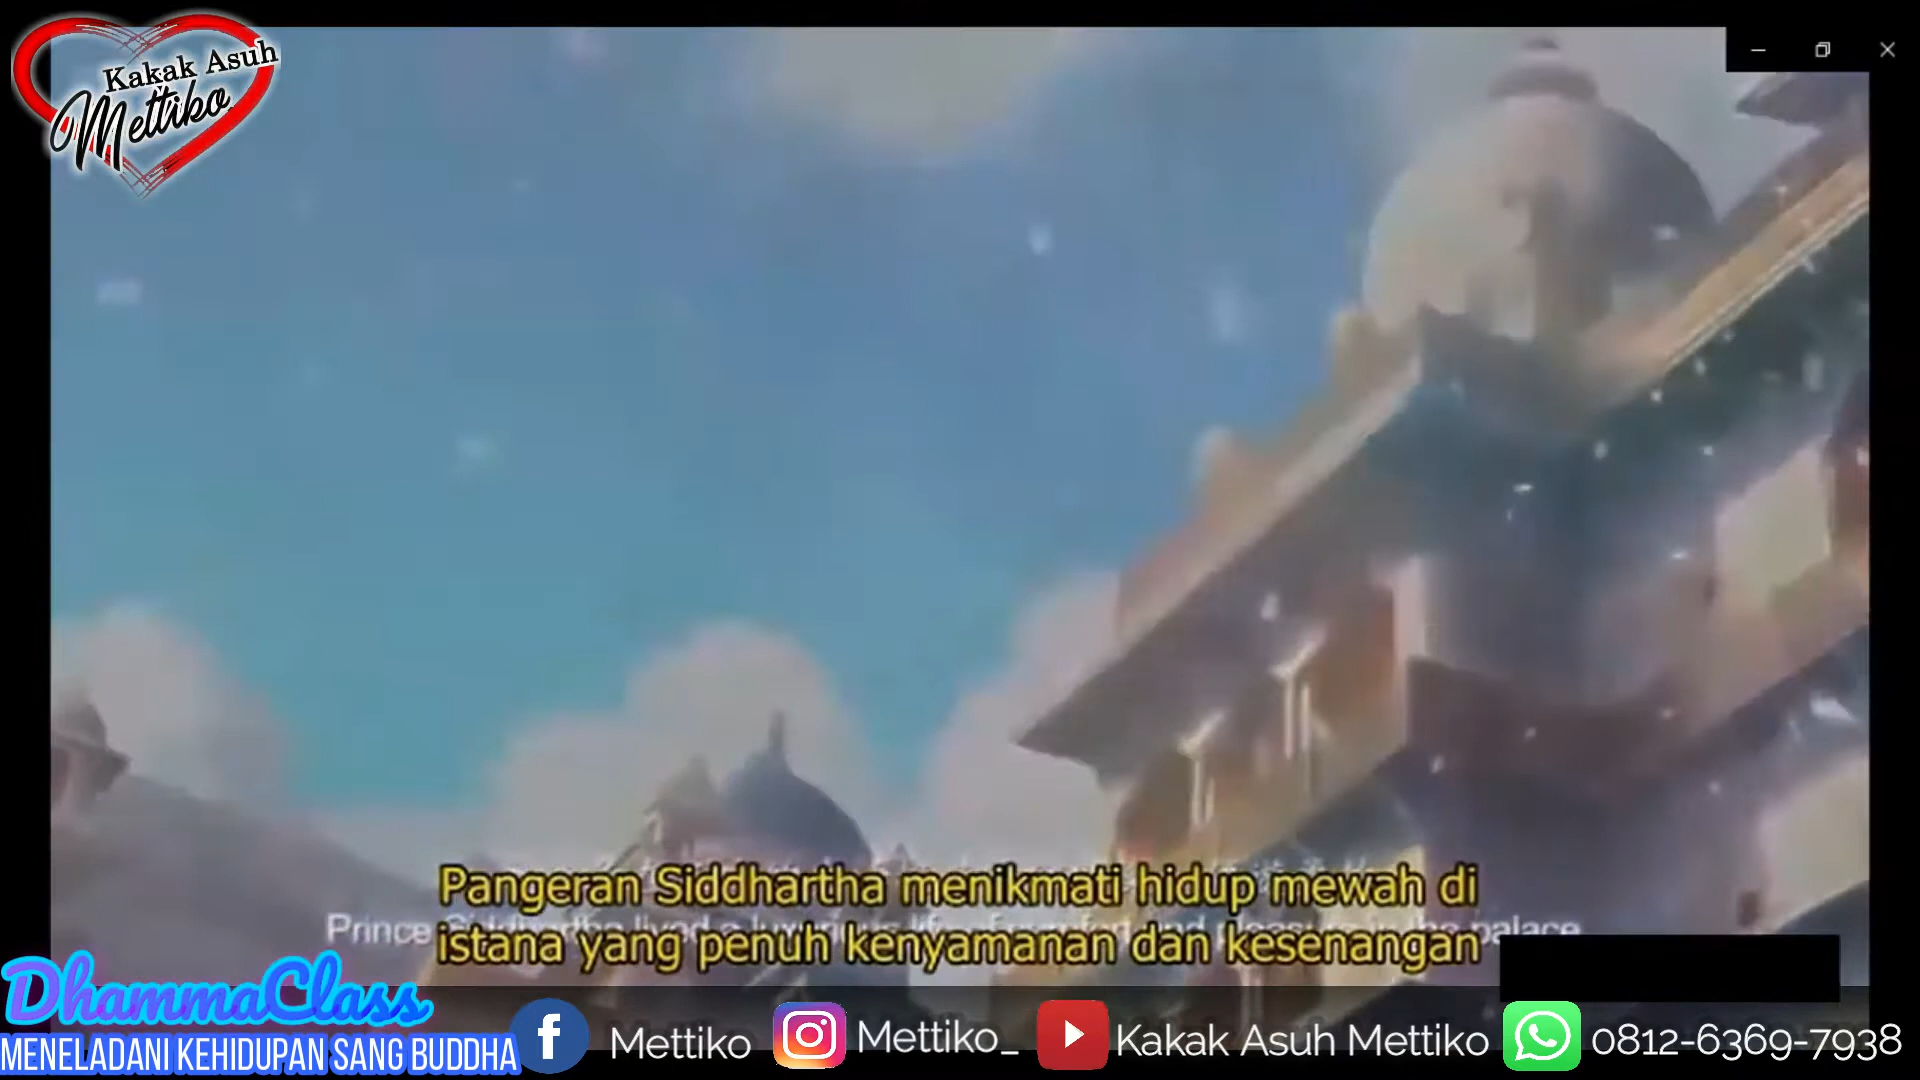 Kakak Asuh
Mettiko
Pangeran Siddhartha menikmati hidup mewah di
istana yang penuh kenyamanan dan kesenangan
Prince palace
DhammaClass
MENELADANI KEHIDUPAN SANG BUDDHA
Mettiko
Mettiko_
Kakak Asuh Mettiko
0812-6369-7938